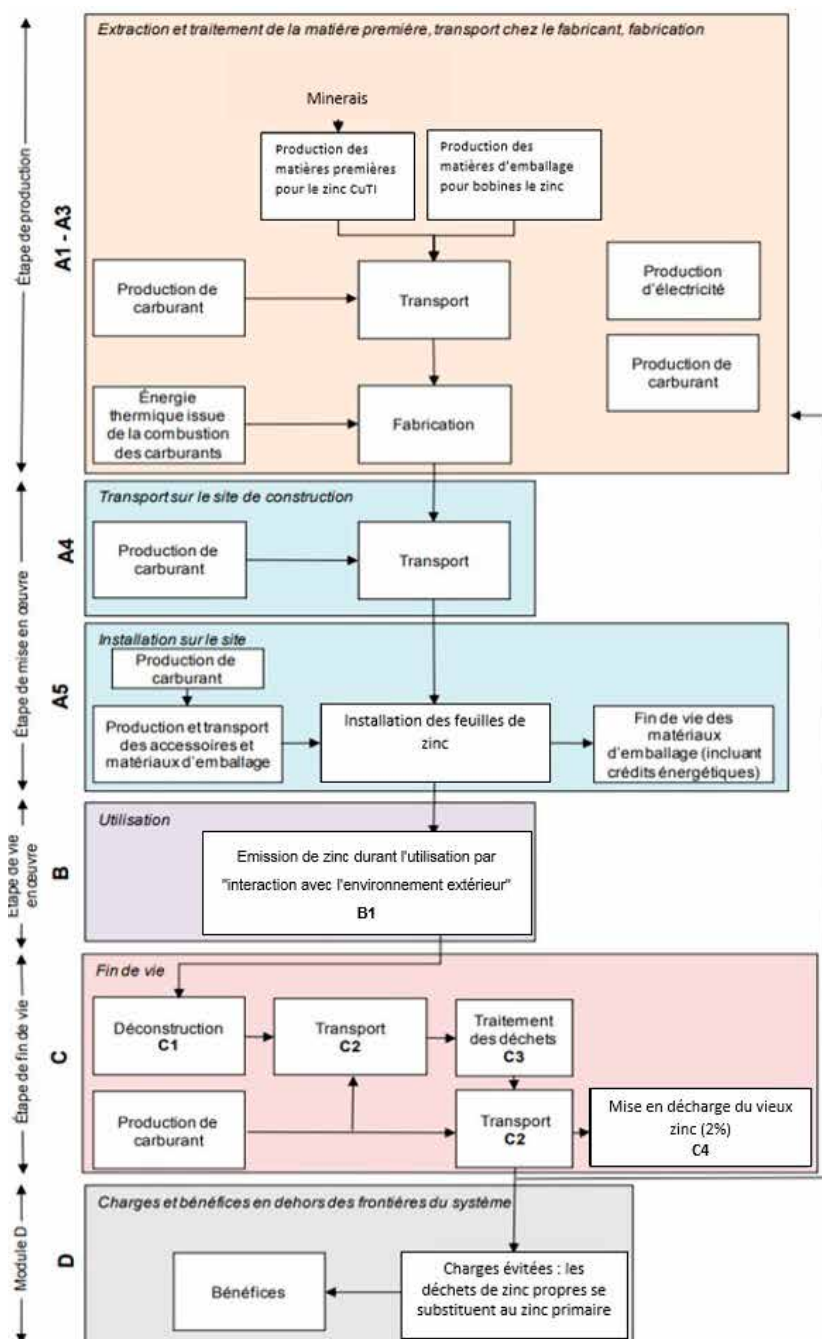 Étape de production
A1 - A3
Extraction et traitement de la matière première, transport chez le fabricant, fabrication
Minerais
Production des
matières premières
pour le zinc CuTI
Production des
matières d'emballage
pour bobines le zinc
Production de
carburant
Transport
Production
d'électricité
Production de
carburant
Énergie
thermique issue
de la combustion
des carburants
Fabrication
Étape de mise en œuvre
A4
Transport sur le site de construction
Production de
carburant
Transport
A5
Installation sur le site
Production de
carburant
Production et transport
des accessoires et
matériaux d'emballage
Installation des feuilles de
zinc
Fin de vie des
matériaux
d'emballage (incluant
crédits énergétiques)
Etape de vie
en œuvre
B
Utilisation
Emission de zinc durant l'utilisation par
"interaction avec l'environnement extérieur"
B1
Étape de fin de vie
C
Fin de vie
Déconstruction
C1
Transport
C2
Traitement
des déchets
C3
Production de
carburant
Transport
C2
Mise en décharge du vieux
zinc (2%)
C4
Module D
D
Charges et bénéfices en dehors des frontières du système
Bénéfices
Charges évitées : les
déchets de zinc propres se
substituent au zinc primaire